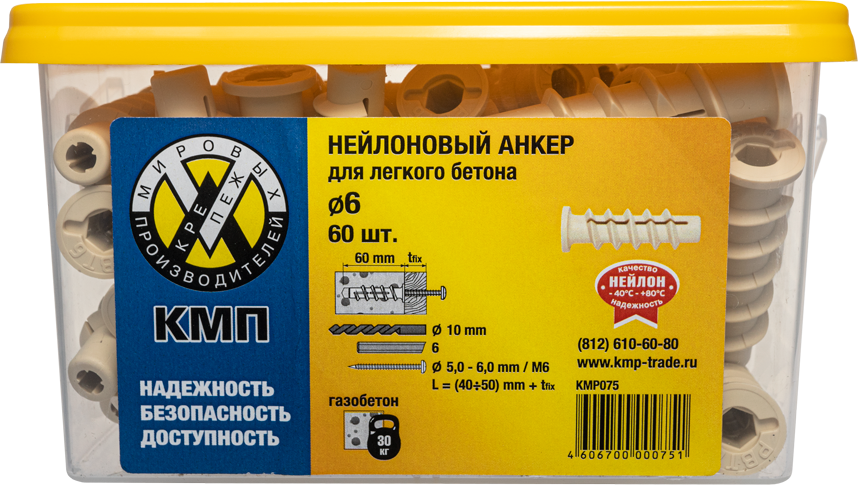 МИРОВЫХ
КРЕ
ПЕЖ
ПРОИЗВОДИТЕЛЕЙ
КМП
НАДЕЖНОСТЬ
БЕЗОПАСНОСТЬ
ДОСТУПНОСТЬ
НЕЙЛОНОВЫЙ АНКЕР
для легкого бетона
ø6
60 шт.
60 mm tfix
Ø 10 mm
6
Ø 5,0 - 6,0 mm / M6
L = (40÷50) mm + tfix
газобетон
30
КГ
качество
НЕЙЛОН
-40°C - +80°C
надежность
(812) 610-60-80
www.kmp-trade.ru
KMP075
4 606700 000751